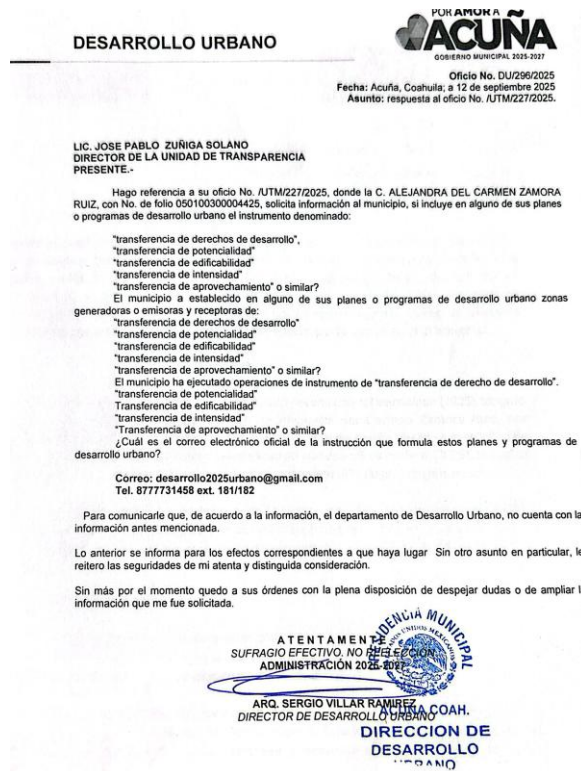 POR AMOR A
ACUÑA
GOBIERNO MUNICIPAL 2025-2027
DESARROLLO URBANO
Oficio No. DU/296/2025
Fecha: Acuña, Coahuila; a 12 de septiembre 2025
Asunto: respuesta al oficio No. /UTM/227/2025.
LIC. JOSE PABLO ZUÑIGA SOLANO
DIRECTOR DE LA UNIDAD DE TRANSPARENCIA
PRESENTE.-
Hago referencia a su oficio No. /UTM/227/2025, donde la C. ALEJANDRA DEL CARMEN ZAMORA
RUIZ, con No. de folio 050100300004425, solicita información al municipio, si incluye en alguno de sus planes
o programas de desarrollo urbano el instrumento denominado:
"transferencia de derechos de desarrollo",
"transferencia de potencialidad"
"transferencia de edificabilidad"
"transferencia de intensidad"
"transferencia de aprovechamiento" o similar?
El municipio a establecido en alguno de sus planes o programas de desarrollo urbano zonas
generadoras o emisoras y receptoras de:
"transferencia de derechos de desarrollo"
"transferencia de potencialidad"
"transferencia de edificabilidad"
"transferencia de intensidad"
"transferencia de aprovechamiento" o similar?
El municipio ha ejecutado operaciones de instrumento de "transferencia de derecho de desarrollo".
"transferencia de potencialidad"
Transferencia de edificabilidad"
"transferencia de intensidad"
"Transferencia de aprovechamiento" o similar?
¿Cuál es el correo electrónico oficial de la instrucción que formula estos planes y programas de
desarrollo urbano?
Correo: desarrollo2025urbano@gmail.com
Tel. 8777731458 ext. 181/182
Para comunicarle que, de acuerdo a la información, el departamento de Desarrollo Urbano, no cuenta con la
información antes mencionada.
Lo anterior se informa para los efectos correspondientes a que haya lugar Sin otro asunto en particular, le
reitero las seguridades de mi atenta y distinguida consideración.
Sin más por el momento quedo a sus órdenes con la plena disposición de despejar dudas o de ampliar l
información que me fue solicitada.
ATENTAMENTE
SUFRAGIO EFECTIVO. NO REELECCIÓN
ADMINISTRACIÓN 2025-2027
ARQ. SERGIO VILLAR RAMIREZ
DIRECTOR DE DESARROLLO URBANO
PRESIDENCIA MUNICIPAL
ESTADOS UNIDOS MEXICANOS
ACUÑA, COAH.
DIRECCION DE
DESARROLLO
URBANO